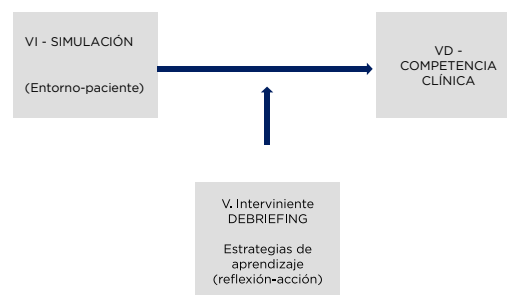 VI - SIMULACIÓN
(Entorno-paciente)
VD -
COMPETENCIA
CLÍNICA
V. Interviniente
DEBRIEFING
Estrategias de
aprendizaje
(reflexión-acción)